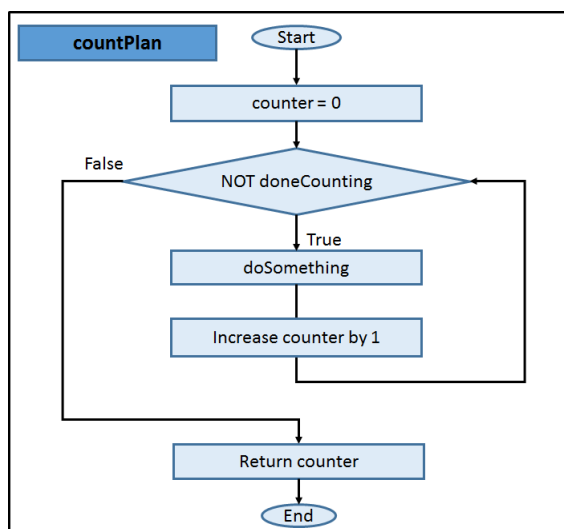 countPlan
Start
counter = 0
False
NOT doneCounting
True
doSomething
Increase counter by 1
Return counter
End